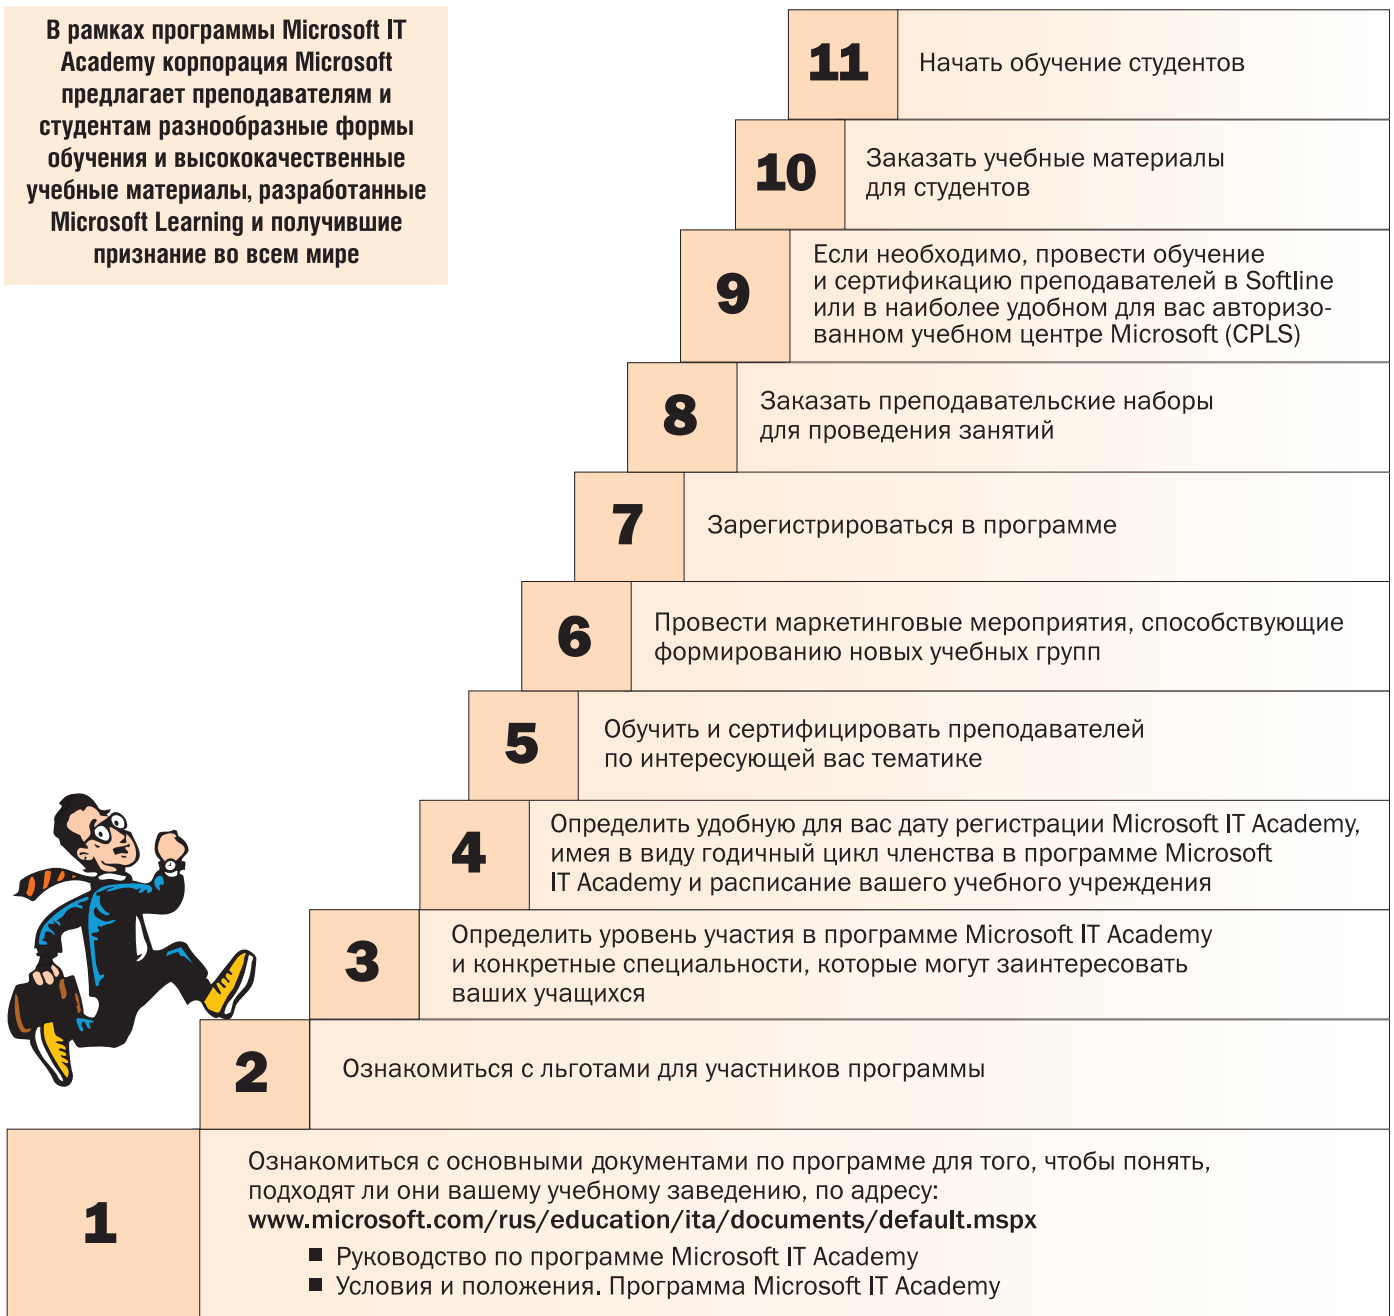 В рамках программы Microsoft IT
Academy корпорация Microsoft
предлагает преподавателям и
студентам разнообразные формы
обучения и высококачественные
учебные материалы, разработанные
Microsoft Learning и получившие
признание во всем мире
11
Начать обучение студентов
10
Заказать учебные материалы
для студентов
9
Если необходимо, провести обучение
и сертификацию преподавателей в Softline
или в наиболее удобном для вас авторизо-
ванном учебном центре Microsoft (CPLS)
8
Заказать преподавательские наборы
для проведения занятий
7
Зарегистрироваться в программе
6
Провести маркетинговые мероприятия, способствующие
формированию новых учебных групп
5
Обучить и сертифицировать преподавателей
по интересующей вас тематике
4
Определить удобную для вас дату регистрации Microsoft IT Academy,
имея в виду годичный цикл членства в программе Microsoft
IT Academy и расписание вашего учебного учреждения
3
Определить уровень участия в программе Microsoft IT Academy
и конкретные специальности, которые могут заинтересовать
ваших учащихся
2
Ознакомиться с льготами для участников программы
1
Ознакомиться с основными документами по программе для того, чтобы понять,
подходят ли они вашему учебному заведению, по адресу:
www.microsoft.com/rus/education/ita/documents/default.mspx
■ Руководство по программе Microsoft IT Academy
■ Условия и положения. Программа Microsoft IT Academy